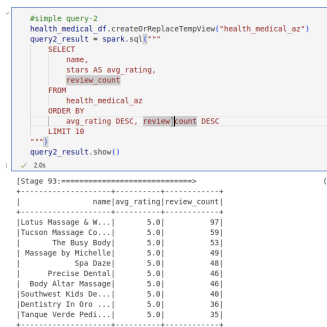 #simple query-2
health_medical_df.createOrReplaceTempView("health_medical_az")
query2_result = spark.sql("""
    SELECT
        name,
        stars AS avg_rating,
        review_count
    FROM
        health_medical_az
    ORDER BY
        avg_rating DESC, review_count DESC
    LIMIT 10
""")
query2_result.show()
✓ 2.0s
[Stage 93:=============================> (
+--------------------+----------+------------+
| name|avg_rating|review_count|
+--------------------+----------+------------+
|Lotus Massage & W...| 5.0| 97|
|Tucson Massage Co...| 5.0| 59|
| The Busy Body| 5.0| 53|
| Massage by Michelle| 5.0| 49|
| Spa Daze| 5.0| 48|
| Precise Dental| 5.0| 46|
| Body Altar Massage| 5.0| 46|
|Southwest Kids De...| 5.0| 40|
|Dentistry In Oro ...| 5.0| 36|
|Tanque Verde Pedi...| 5.0| 35|
+--------------------+----------+------------+